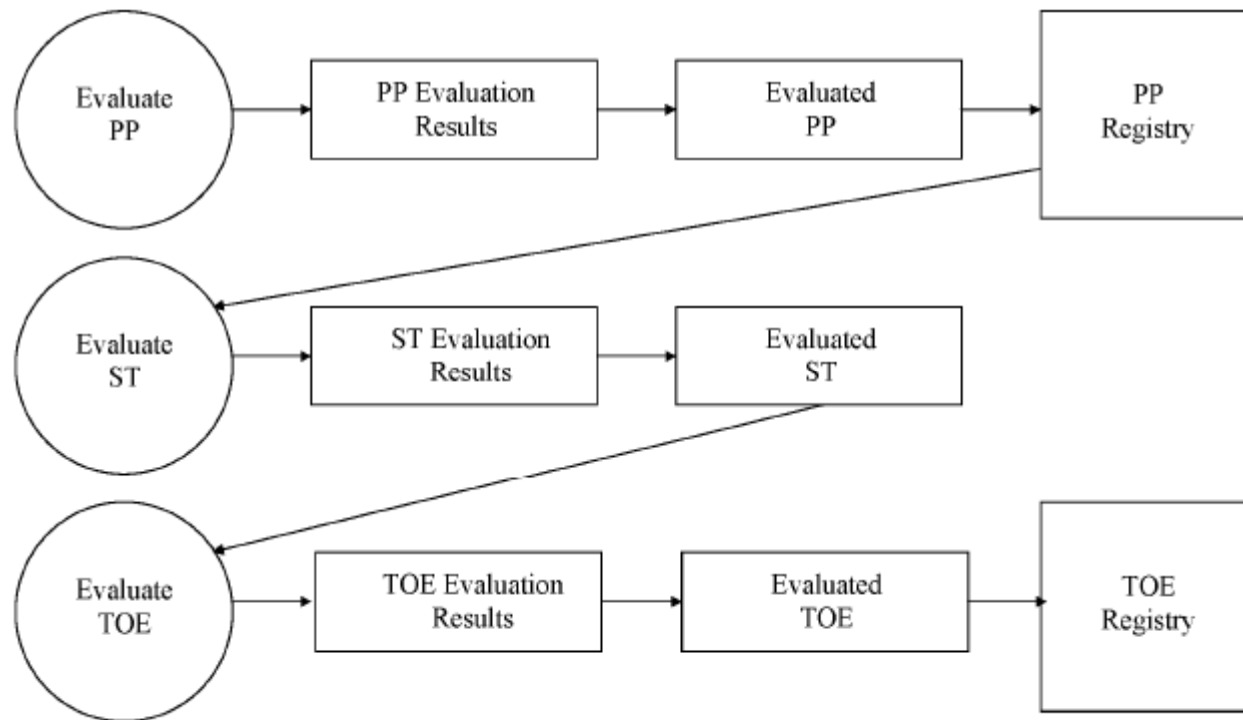 Evaluate
PP
PP Evaluation
Results
Evaluated
PP
PP
Registry
Evaluate
ST
ST Evaluation
Results
Evaluated
ST
Evaluate
TOE
TOE Evaluation
Results
Evaluated
TOE
TOE
Registry